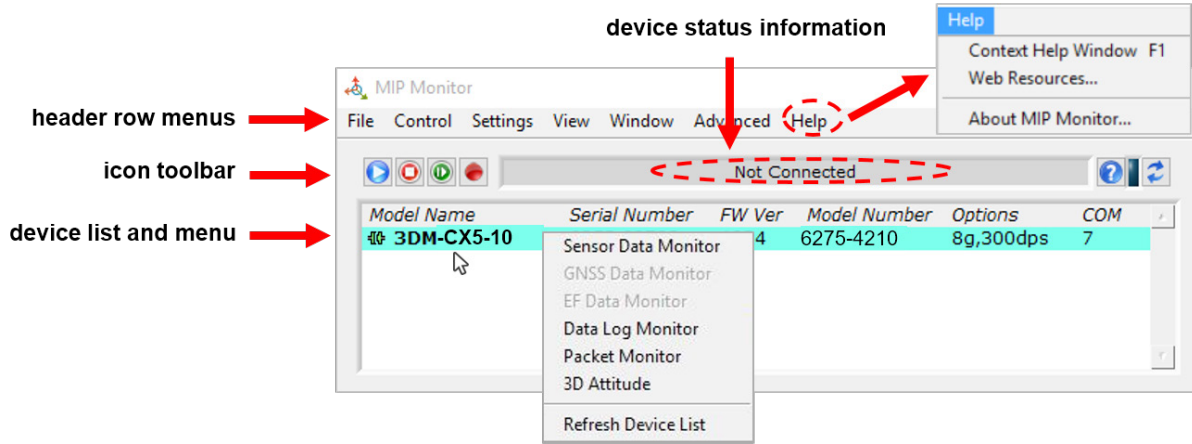 device status information
Help
Context Help Window F1
Web Resources...
About MIP Monitor...
MIP Monitor
header row menus
File Control Settings View Window Advanced Help
icon toolbar
Not Connected
device list and menu
Model Name Serial Number FW Ver Model Number Options COM
3DM-CX5-10 4 6275-4210 8g,300dps 7
Sensor Data Monitor
GNSS Data Monitor
EF Data Monitor
Data Log Monitor
Packet Monitor
3D Attitude
Refresh Device List